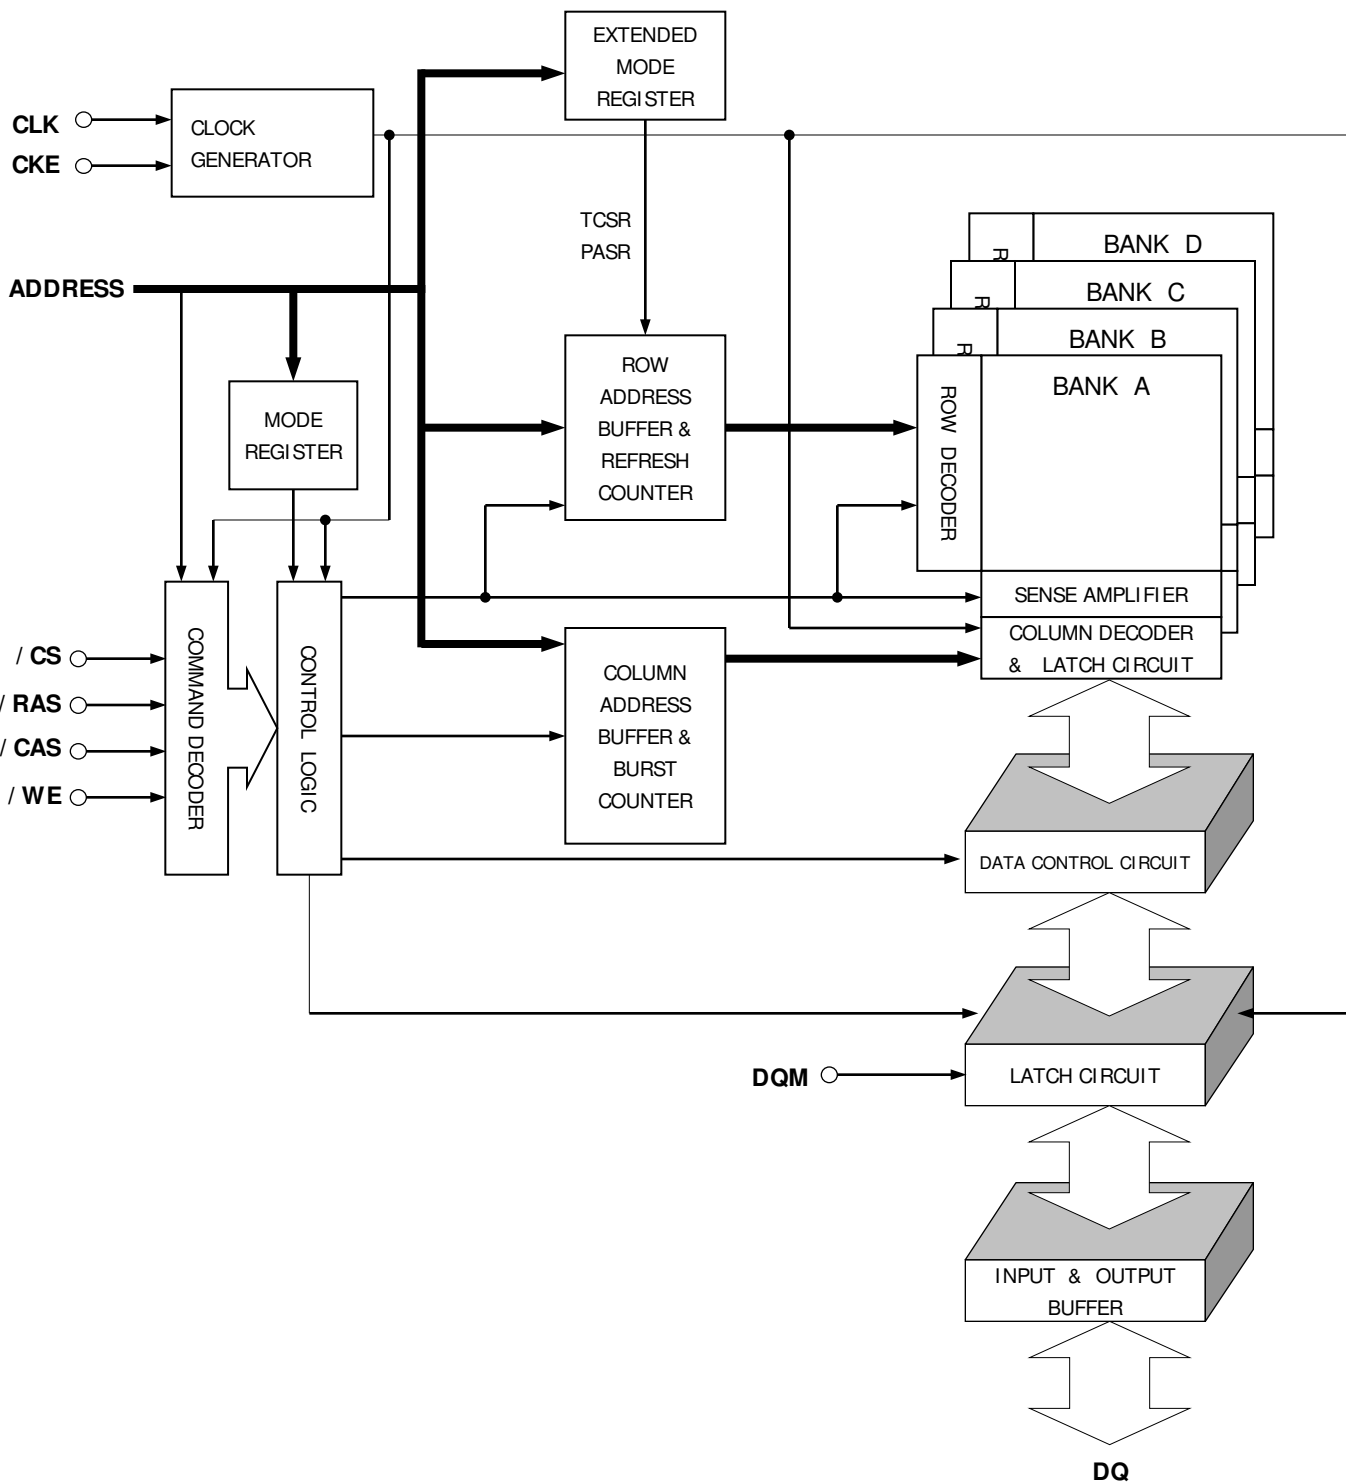 EXTENDED
MODE
REGISTER
CLK
CLOCK
GENERATOR
CKE
TCSR
PASR
ADDRESS
R
BANK D
R
BANK C
R
BANK B
BANK A
ROW DECODER
ROW
ADDRESS
BUFFER &
REFRESH
COUNTER
MODE
REGISTER
SENSE AMPLIFIER
COLUMN DECODER
& LATCH CIRCUIT
/ CS
/ RAS
/ CAS
/ WE
COMMAND DECODER
CONTROL LOGIC
COLUMN
ADDRESS
BUFFER &
BURST
COUNTER
DATA CONTROL CIRCUIT
DQM
LATCH CIRCUIT
INPUT & OUTPUT
BUFFER
DQ